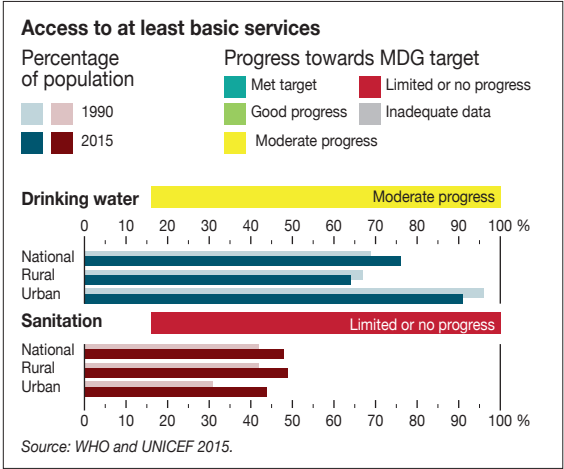 Access to at least basic services
Percentage of population
1990
2015
Progress towards MDG target
Met target
Limited or no progress
Good progress
Inadequate data
Moderate progress
Drinking water
Moderate progress
0 10 20 30 40 50 60 70 80 90 100 %
National
Rural
Urban
Sanitation
Limited or no progress
National
Rural
Urban
0 10 20 30 40 50 60 70 80 90 100 %
Source: WHO and UNICEF 2015.